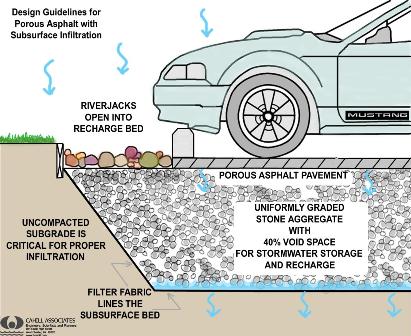 Design Guidelines for
Porous Asphalt with
Subsurface Infiltration
RIVERJACKS
OPEN INTO
RECHARGE BED
MUSTANG
POROUS ASPHALT PAVEMENT
UNIFORMLY GRADED
STONE AGGREGATE
WITH
40% VOID SPACE
FOR STORMWATER STORAGE
AND RECHARGE
UNCOMPACTED
SUBGRADE IS
CRITICAL FOR PROPER
INFILTRATION
FILTER FABRIC
LINES THE
SUBSURFACE BED
CAHILL ASSOCIATES